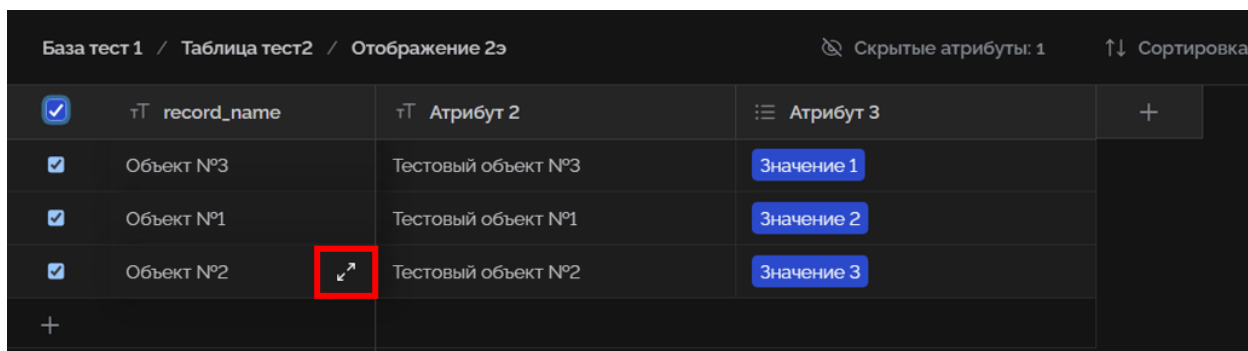 База тест 1 / Таблица тест2 / Отображение 2э Скрытые атрибуты: 1 Сортировка
record_name Атрибут 2 Атрибут 3
Объект №3 Тестовый объект №3 Значение 1
Объект №1 Тестовый объект №1 Значение 2
Объект №2 Тестовый объект №2 Значение 3